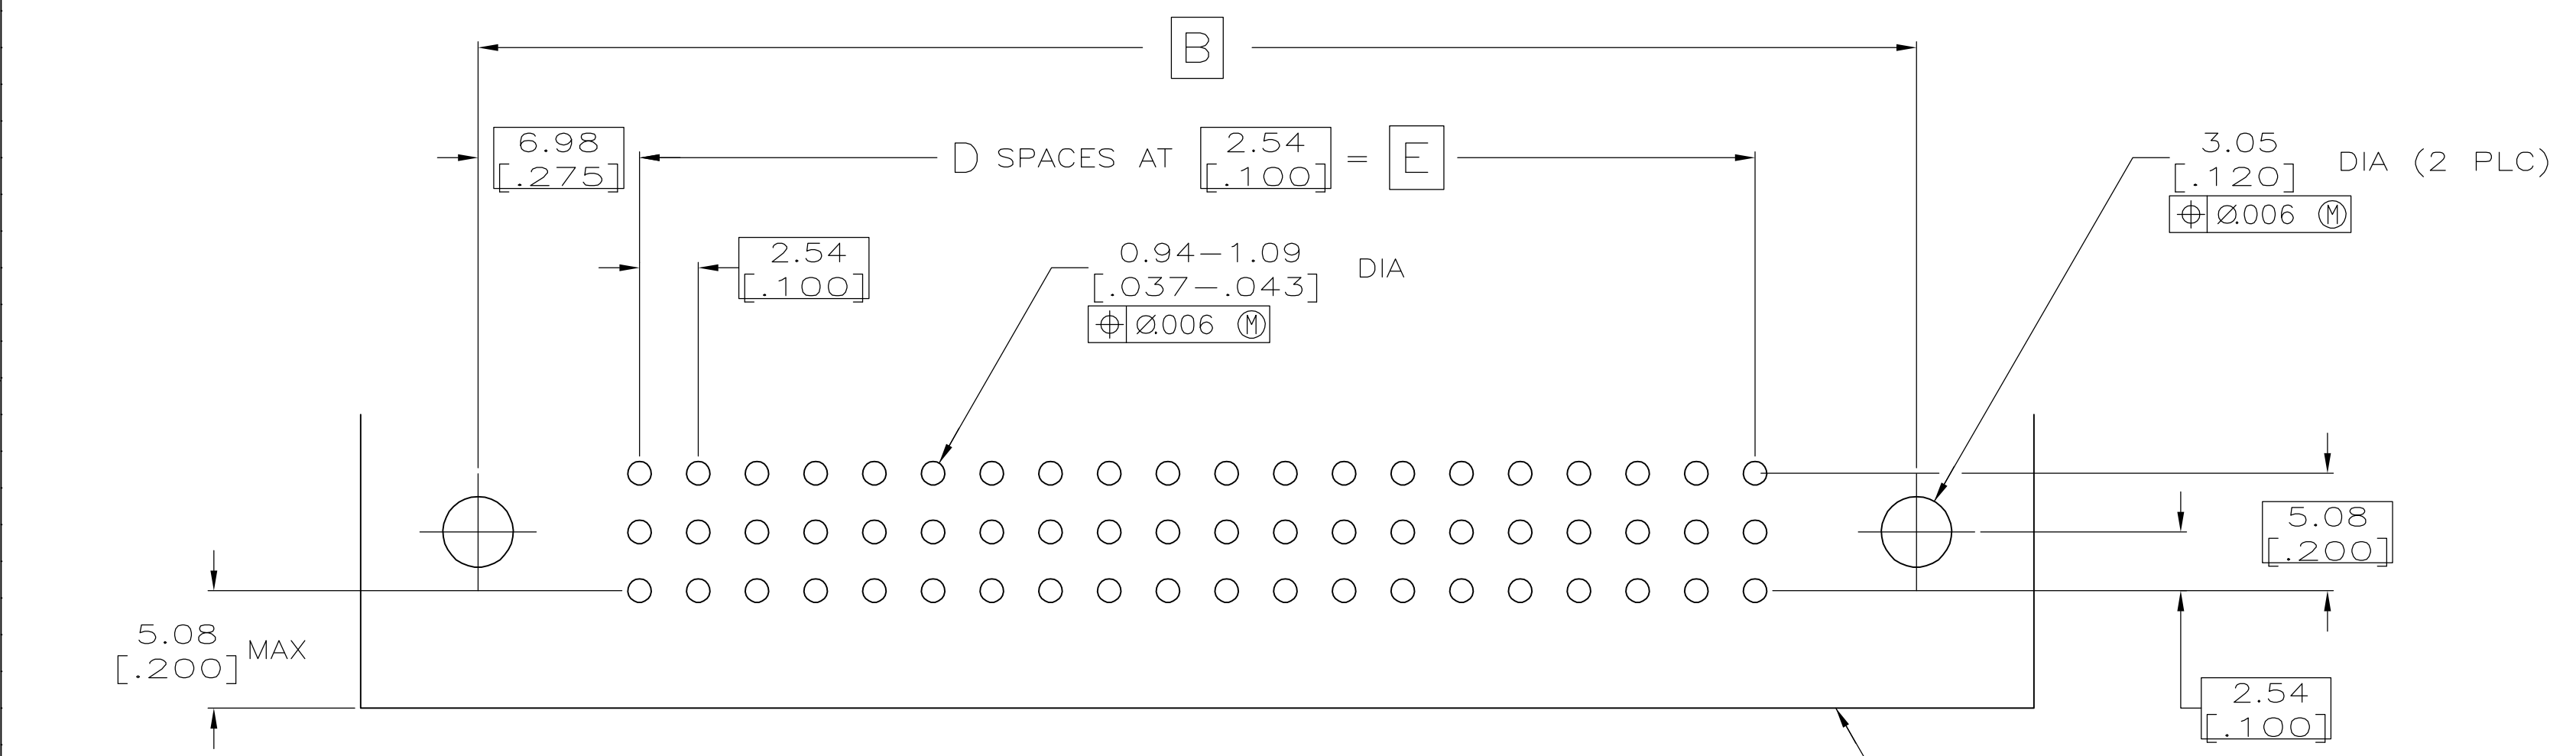 B
6.98
[.275]
D SPACES AT 2.54 = E
[.100]
3.05
[.120] DIA (2 PLC)
⌖ Ø.006 Ⓜ
2.54
[.100]
0.94-1.09
[.037-.043] DIA
⌖ Ø.006 Ⓜ
5.08
[.200]
5.08
[.200] MAX
2.54
[.100]